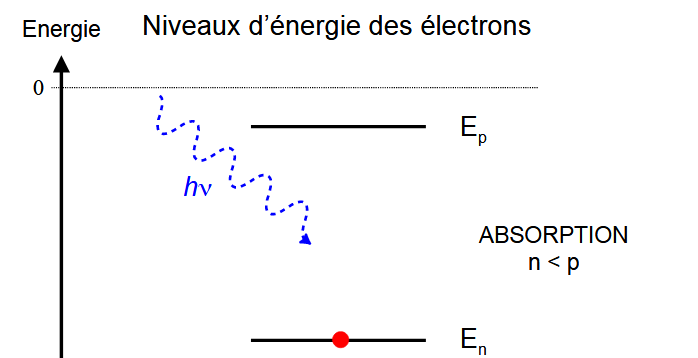 Energie
Niveaux d’énergie des électrons
0
Ep
hν
ABSORPTION
n < p
En